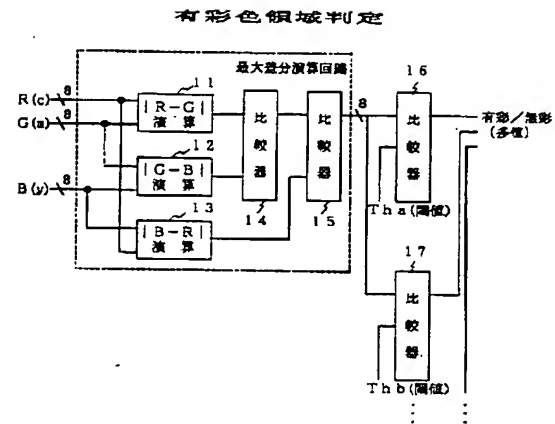 有彩色領域判定
最大差分演算回路
R(c) 8
G(m) 8
B(y) 8
11
|R-G|
演算
12
|G-B|
演算
13
|B-R|
演算
比較器
14
比較器
15
8
16
比較器
Tha(閾値)
有彩/無彩
(多値)
17
比較器
Thb(閾値)